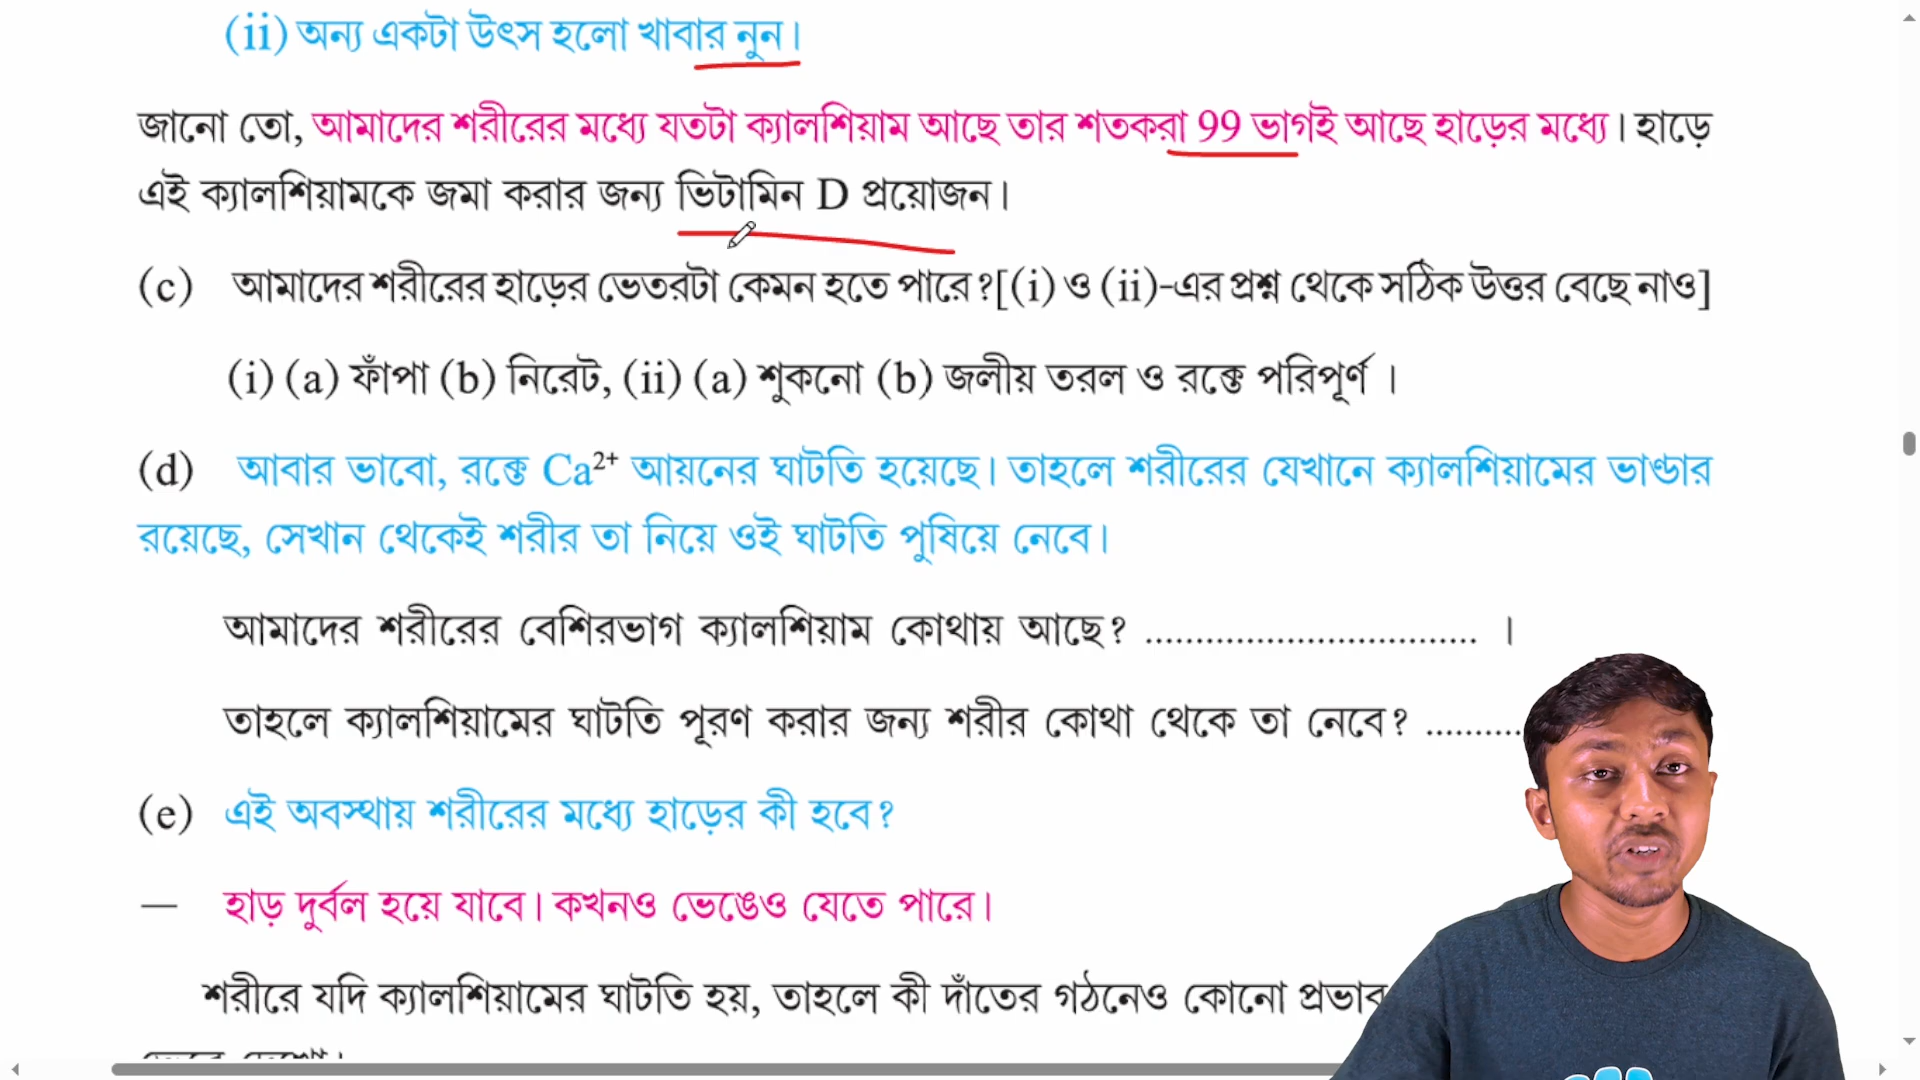 (ii) অন্য একটা উৎস হলো খাবার নুন।
জানো তো, আমাদের শরীরের মধ্যে যতটা ক্যালশিয়াম আছে তার শতকরা 99 ভাগই আছে হাড়ের মধ্যে। হাড়ে
এই ক্যালশিয়ামকে জমা করার জন্য ভিটামিন D প্রয়োজন।
(c) আমাদের শরীরের হাড়ের ভেতরটা কেমন হতে পারে?[(i) ও (ii)-এর প্রশ্ন থেকে সঠিক উত্তর বেছে নাও]
(i) (a) ফাঁপা (b) নিরেট, (ii) (a) শুকনো (b) জলীয় তরল ও রক্তে পরিপূর্ণ ।
(d) আবার ভাবো, রক্তে Ca²⁺ আয়নের ঘাটতি হয়েছে। তাহলে শরীরের যেখানে ক্যালশিয়ামের ভাণ্ডার
রয়েছে, সেখান থেকেই শরীর তা নিয়ে ওই ঘাটতি পুষিয়ে নেবে।
আমাদের শরীরের বেশিরভাগ ক্যালশিয়াম কোথায় আছে? ................................. ।
তাহলে ক্যালশিয়ামের ঘাটতি পূরণ করার জন্য শরীর কোথা থেকে তা নেবে? ..........
(e) এই অবস্থায় শরীরের মধ্যে হাড়ের কী হবে?
— হাড় দুর্বল হয়ে যাবে। কখনও ভেঙেও যেতে পারে।
শরীরে যদি ক্যালশিয়ামের ঘাটতি হয়, তাহলে কী দাঁতের গঠনেও কোনো প্রভাব